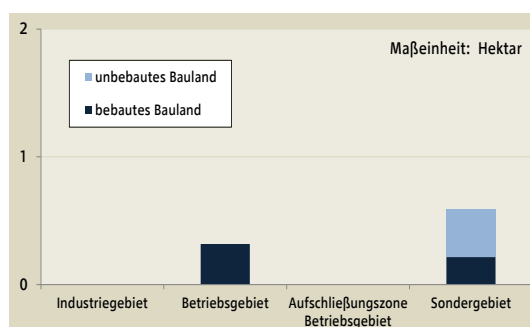 2
Maßeinheit: Hektar
unbebautes Bauland
bebautes Bauland
1
0
Industriegebiet
Betriebsgebiet
Aufschließungszone
Betriebsgebiet
Sondergebiet